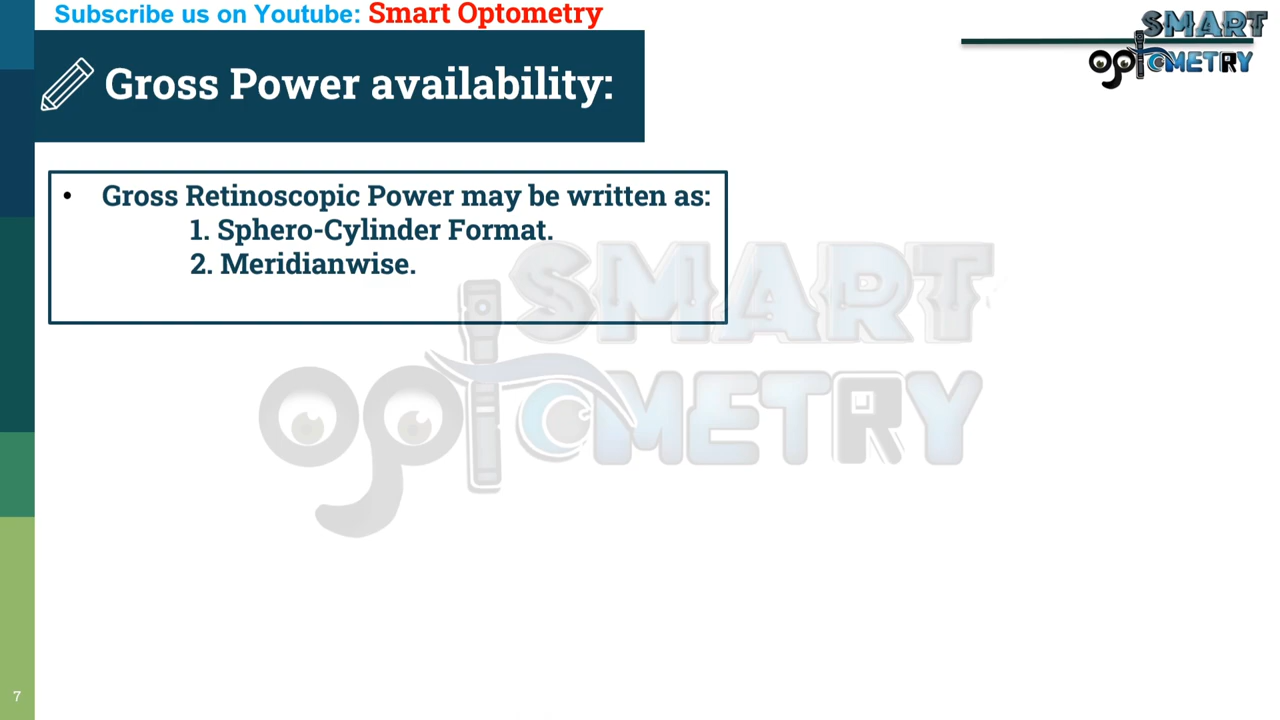 Subscribe us on Youtube: Smart Optometry
SMART
OPTOMETRY
Gross Power availability:
• Gross Retinoscopic Power may be written as:
1. Sphero-Cylinder Format.
2. Meridianwise.
SMART
OPTOMETRY
7